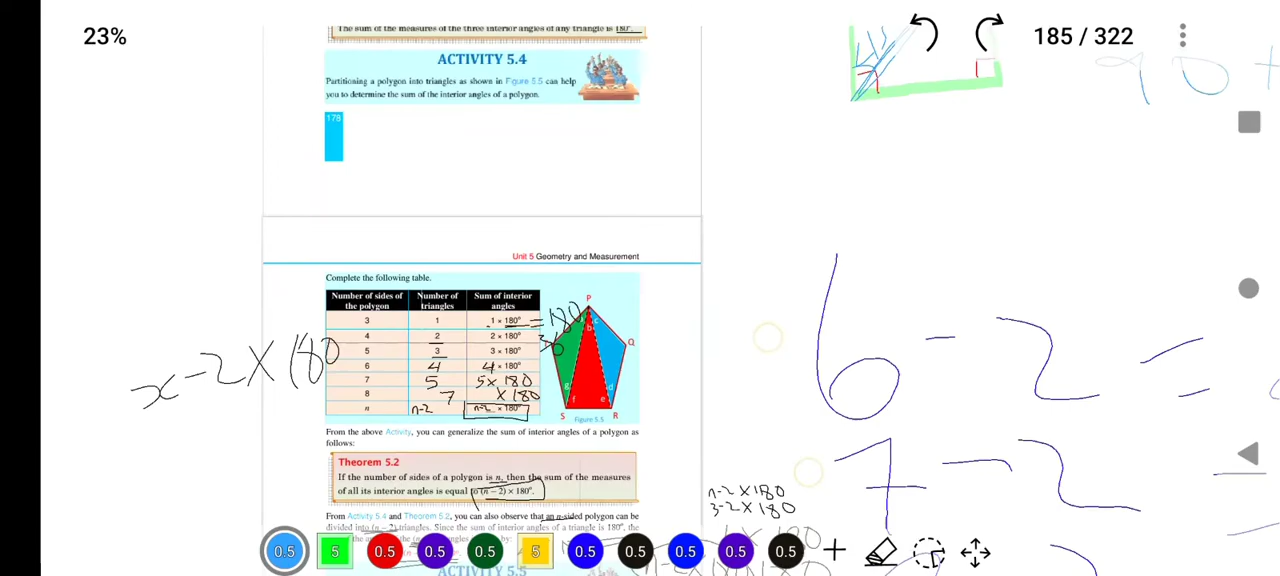 23%
185 / 322
The sum of the measures of the three interior angles of any triangle is 180°.
ACTIVITY 5.4
Partitioning a polygon into triangles as shown in Figure 5.5 can help
you to determine the sum of the interior angles of a polygon.
178
90+
Unit 5 Geometry and Measurement
Complete the following table.
Number of sides of the polygon Number of triangles Sum of interior angles
3 1 1 × 180° = 180
4 2 2 × 180° 36
5 3 3 × 180°
6 4 4 × 180°
7 5 5 × 180
8 7 × 180
n n-2 n-2 × 180°
P
c
b
Q
g
d
f
e
S
R
Figure 5.5
x-2 X 180
6 - 2 =
7 - 2
From the above Activity, you can generalize the sum of interior angles of a polygon as
follows:
Theorem 5.2
If the number of sides of a polygon is n, then the sum of the measures
of all its interior angles is equal to (n − 2) × 180°.
n-2 X 180
3-2 X 180
From Activity 5.4 and Theorem 5.2, you can also observe that an n-sided polygon can be
divided into (n − 2) triangles. Since the sum of interior angles of a triangle is 180°, the
X 180
0.5 5 0.5 0.5 0.5 5 0.5 0.5 0.5 0.5 0.5
ACTIVITY 5.5